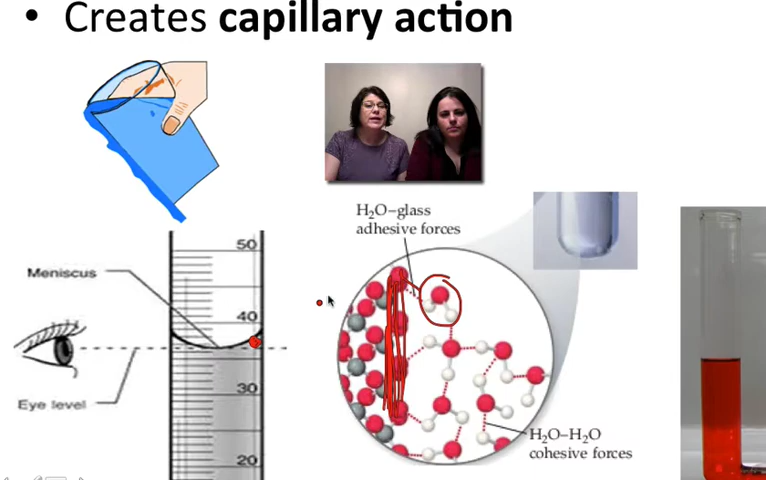 • Creates capillary action
H₂O–glass
adhesive forces
Meniscus
50
40
Eye level
30
20
H₂O–H₂O
cohesive forces